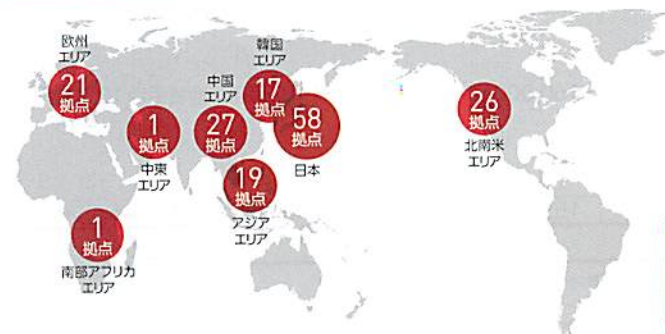 欧州
エリア
21
拠点
韓国
エリア
17
拠点
中国
エリア
27
拠点
1
拠点
中東
エリア
58
拠点
日本
26
拠点
北南米
エリア
19
拠点
アジア
エリア
1
拠点
南部アフリカ
エリア